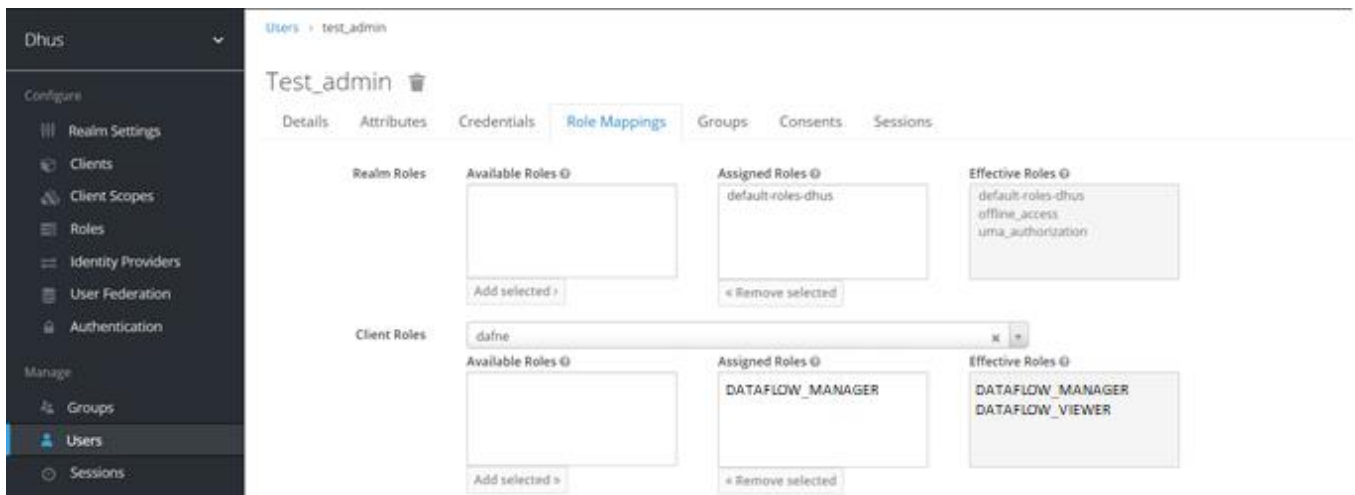 Dhus
Configure
Realm Settings
Clients
Client Scopes
Roles
Identity Providers
User Federation
Authentication
Manage
Groups
Users
Sessions
Users > test_admin
Test_admin
Details Attributes Credentials Role Mappings Groups Consents Sessions
Realm Roles
Available Roles
Add selected ›
Assigned Roles
default-roles-dhus
« Remove selected
Effective Roles
default-roles-dhus
offline_access
uma_authorization
Client Roles
dafne
Available Roles
Add selected »
Assigned Roles
DATAFLOW_MANAGER
« Remove selected
Effective Roles
DATAFLOW_MANAGER
DATAFLOW_VIEWER